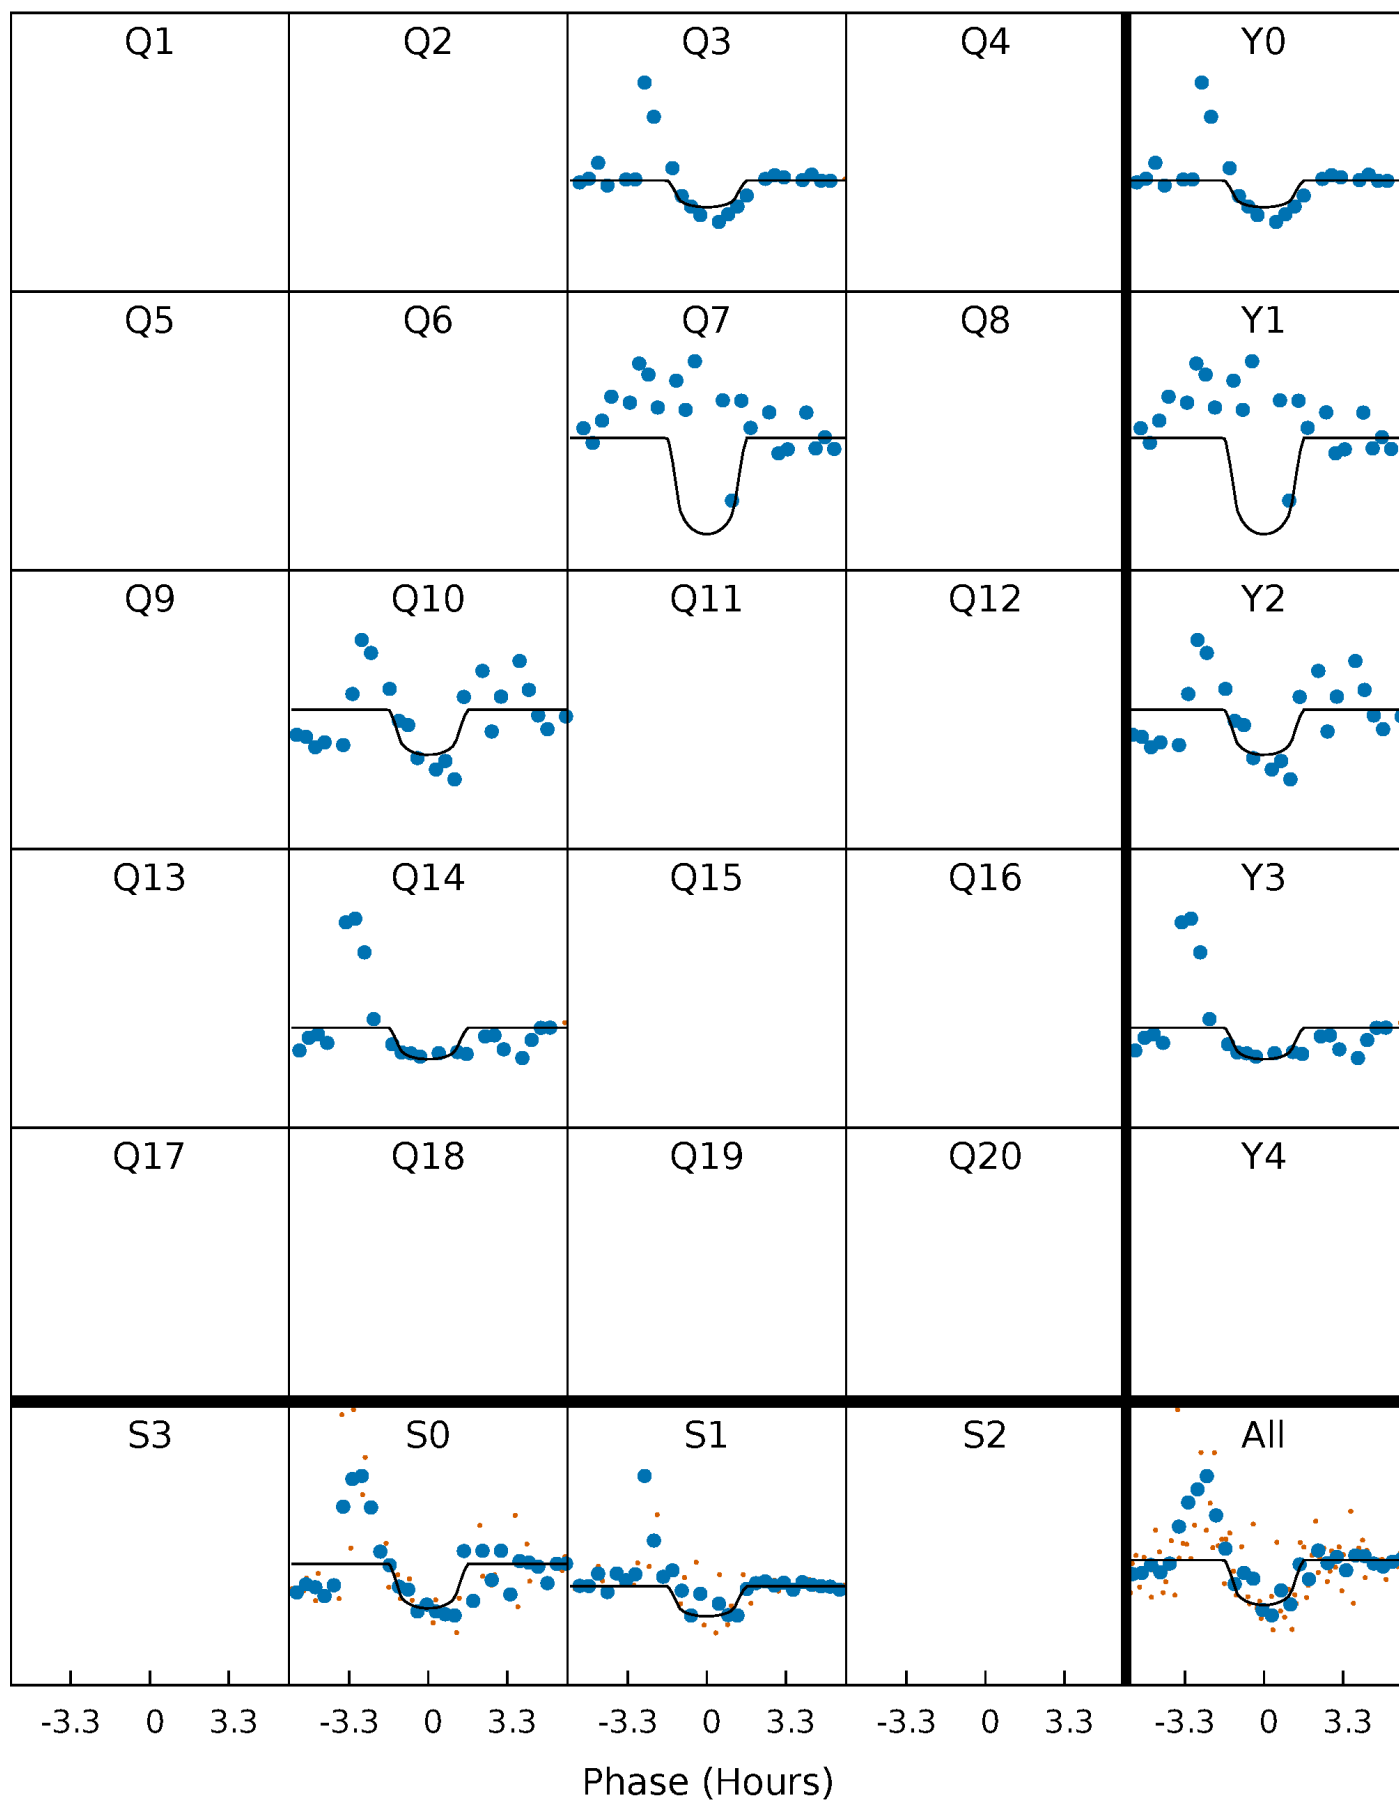 Q1 Q2 Q3 Q4 Y0
Q5 Q6 Q7 Q8 Y1
Q9 Q10 Q11 Q12 Y2
Q13 Q14 Q15 Q16 Y3
Q17 Q18 Q19 Q20 Y4
S3 S0 S1 S2 All
-3.3 0 3.3 -3.3 0 3.3 -3.3 0 3.3 -3.3 0 3.3 -3.3 0 3.3
Phase (Hours)